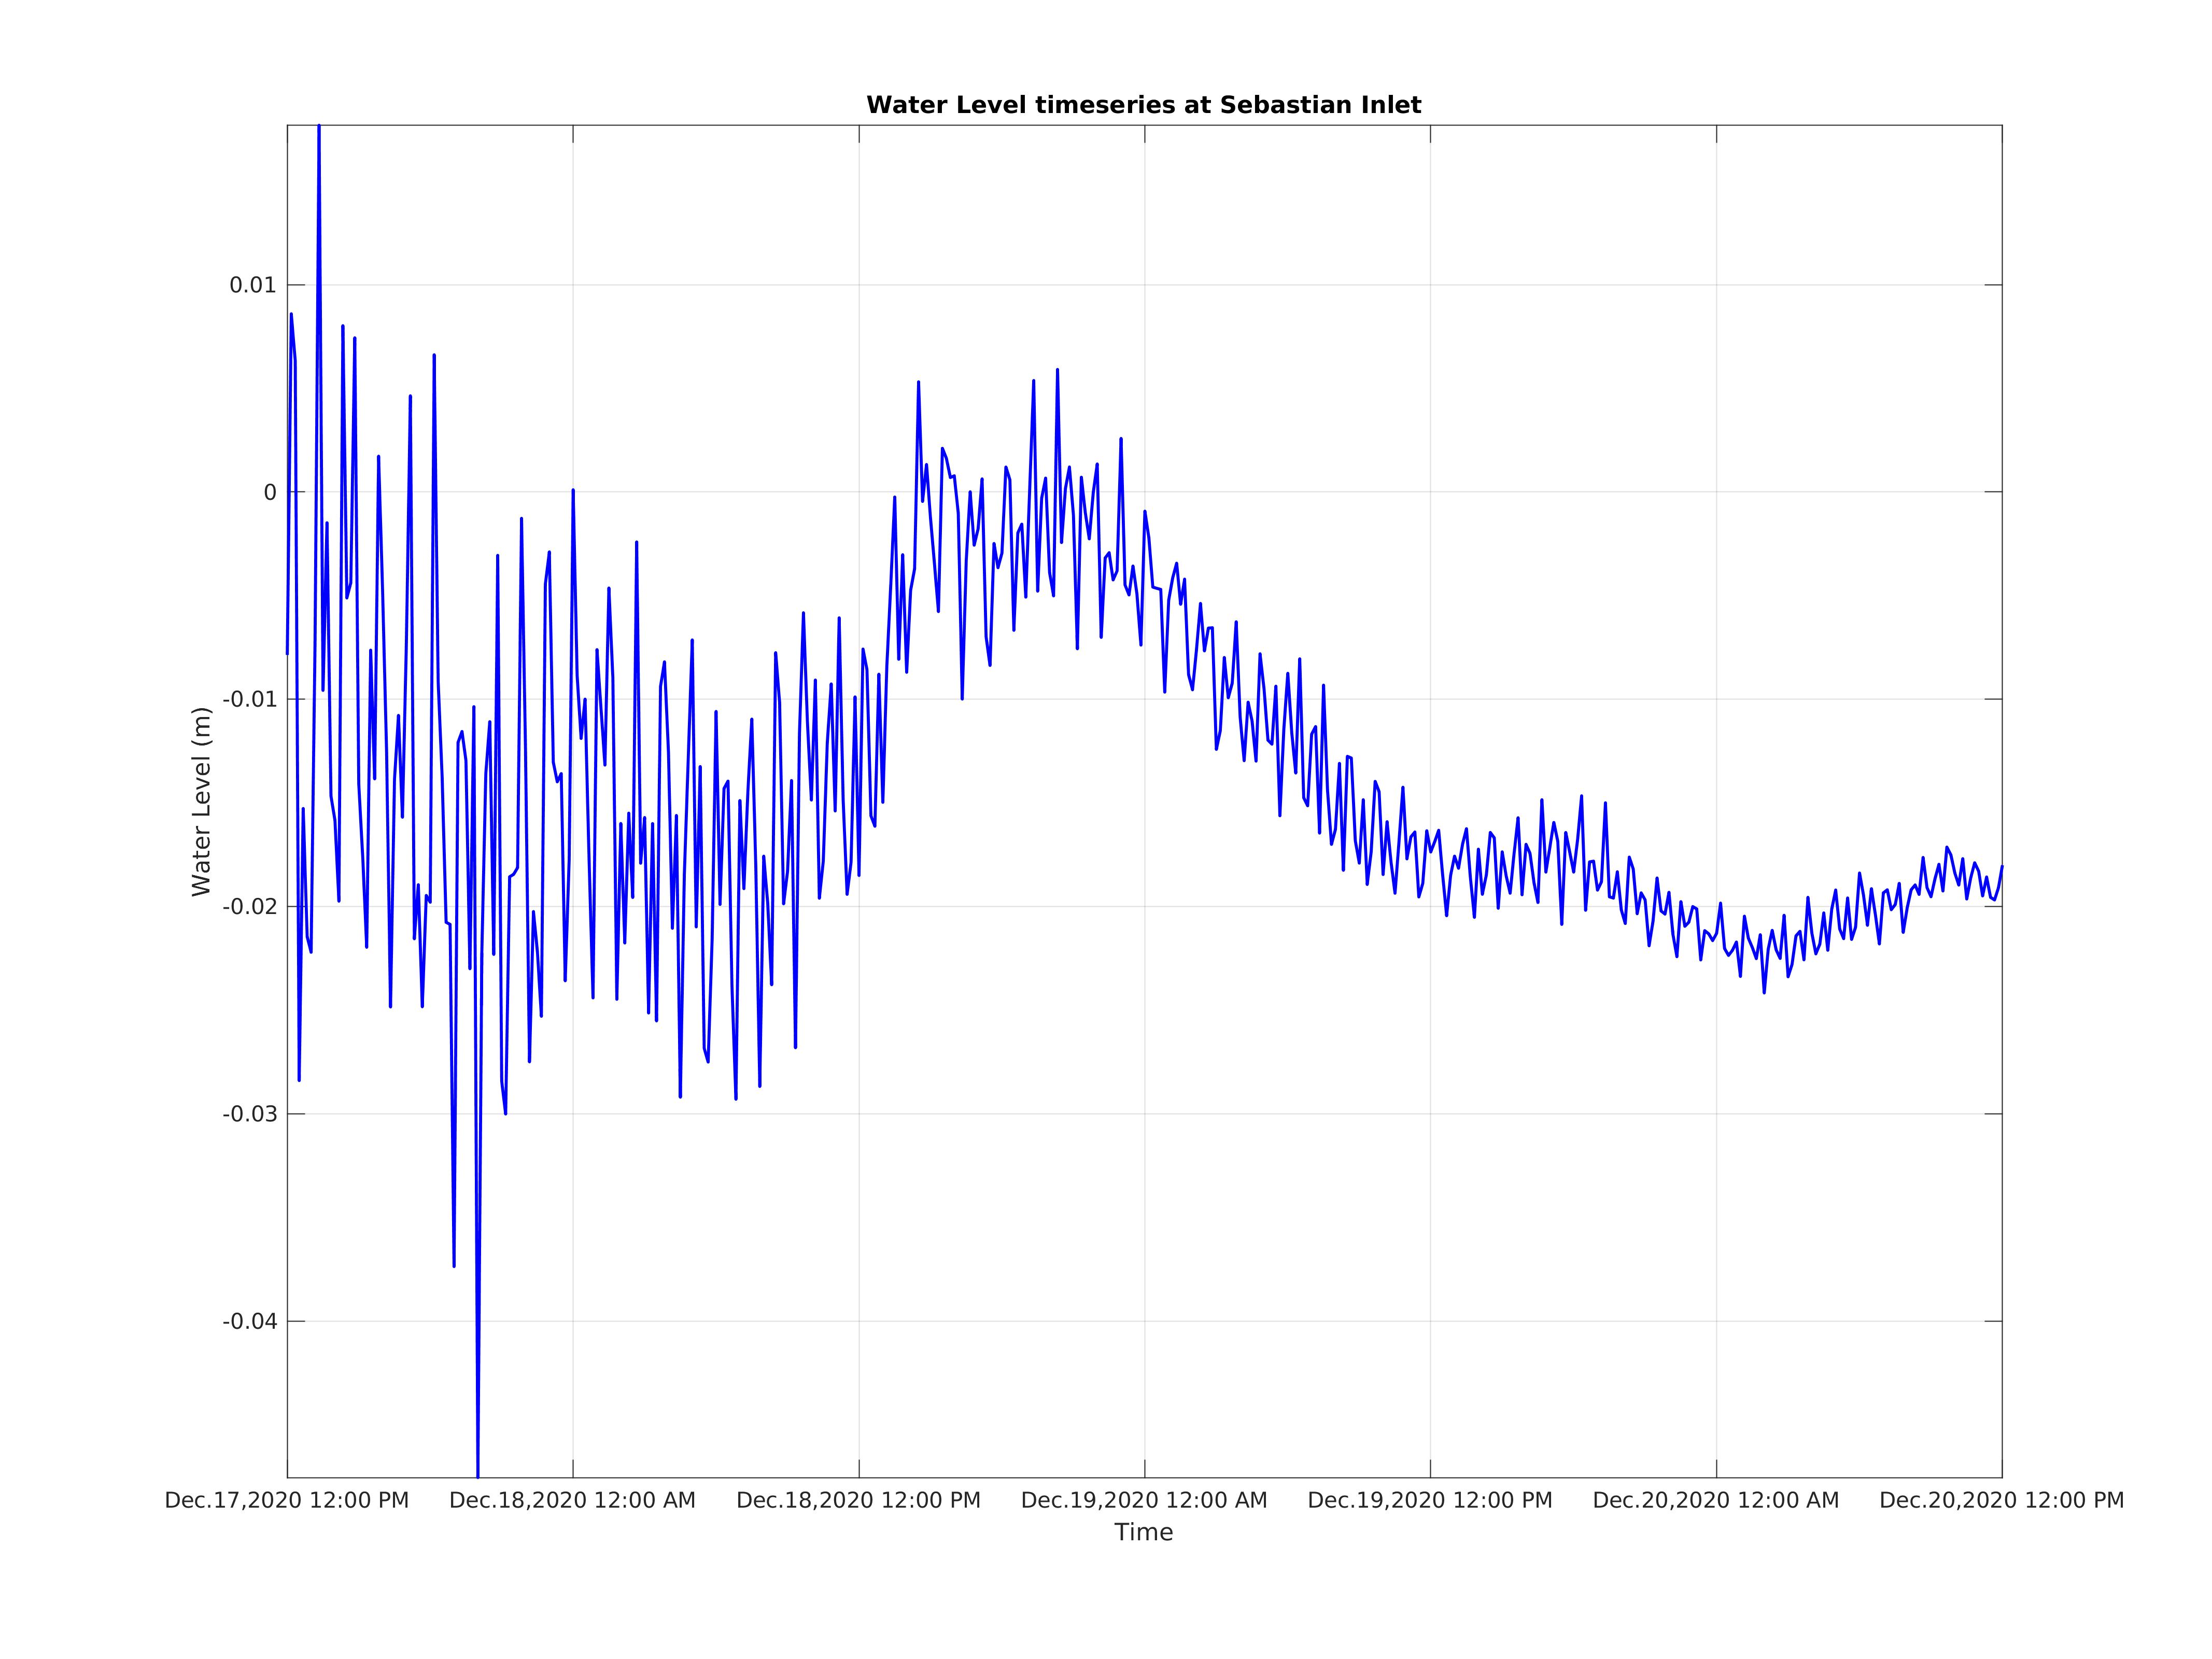 Water Level timeseries at Sebastian Inlet
0.01
0
-0.01
-0.02
-0.03
-0.04
Water Level (m)
Dec.17,2020 12:00 PM Dec.18,2020 12:00 AM Dec.18,2020 12:00 PM Dec.19,2020 12:00 AM Dec.19,2020 12:00 PM Dec.20,2020 12:00 AM Dec.20,2020 12:00 PM
Time